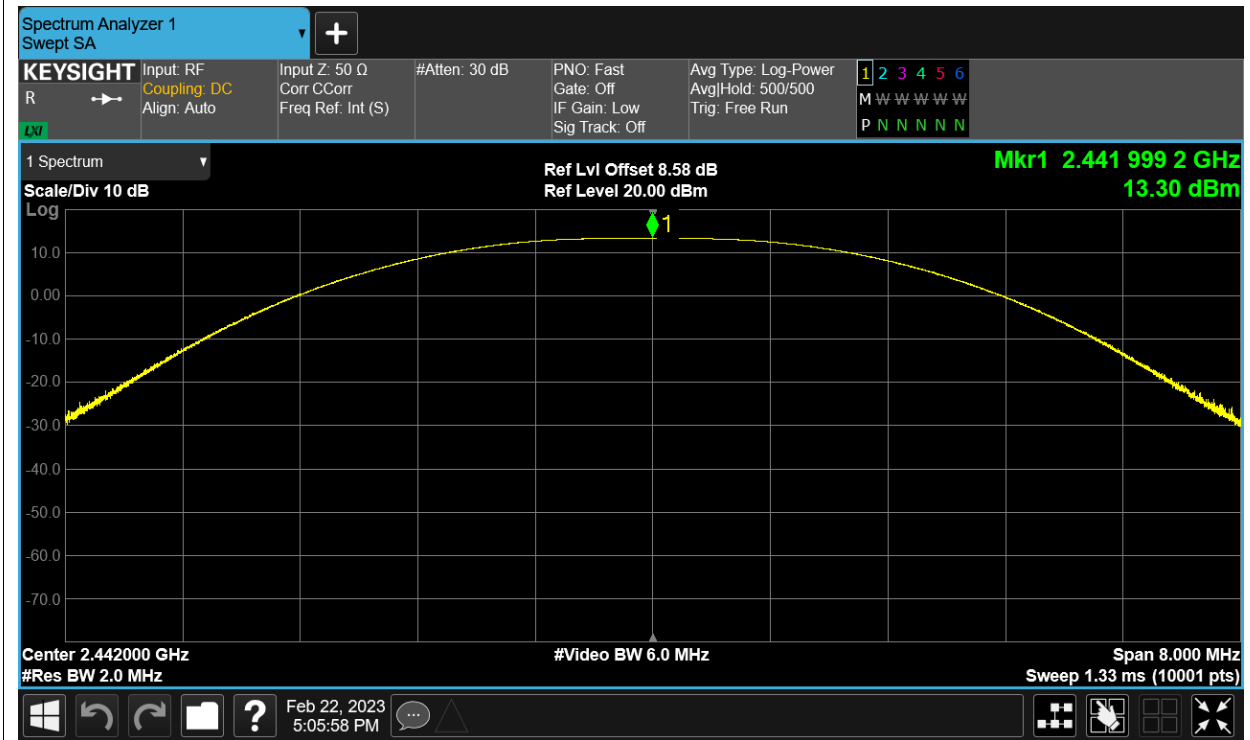 Spectrum Analyzer 1
Swept SA
KEYSIGHT
R
LXI
Input: RF
Coupling: DC
Align: Auto
Input Z: 50 Ω
Corr CCorr
Freq Ref: Int (S)
#Atten: 30 dB
PNO: Fast
Gate: Off
IF Gain: Low
Sig Track: Off
Avg Type: Log-Power
Avg|Hold: 500/500
Trig: Free Run
1 2 3 4 5 6
M W W W W W
P N N N N N
1 Spectrum
Scale/Div 10 dB
Log
Ref Lvl Offset 8.58 dB
Ref Level 20.00 dBm
Mkr1 2.441 999 2 GHz
13.30 dBm
1
10.0
0.00
-10.0
-20.0
-30.0
-40.0
-50.0
-60.0
-70.0
Center 2.442000 GHz
#Res BW 2.0 MHz
#Video BW 6.0 MHz
Span 8.000 MHz
Sweep 1.33 ms (10001 pts)
?
Feb 22, 2023
5:05:58 PM